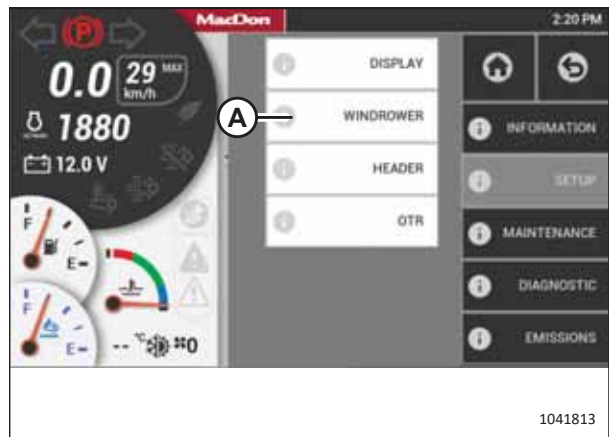 MacDon 2:20 PM
P
0.0 29 MAX
km/h
1880
12.0 V
DISPLAY
A WINDROWER
HEADER
OTR
INFORMATION
SETUP
MAINTENANCE
DIAGNOSTIC
EMISSIONS
F
E
F
E
-- °C 0
1041813